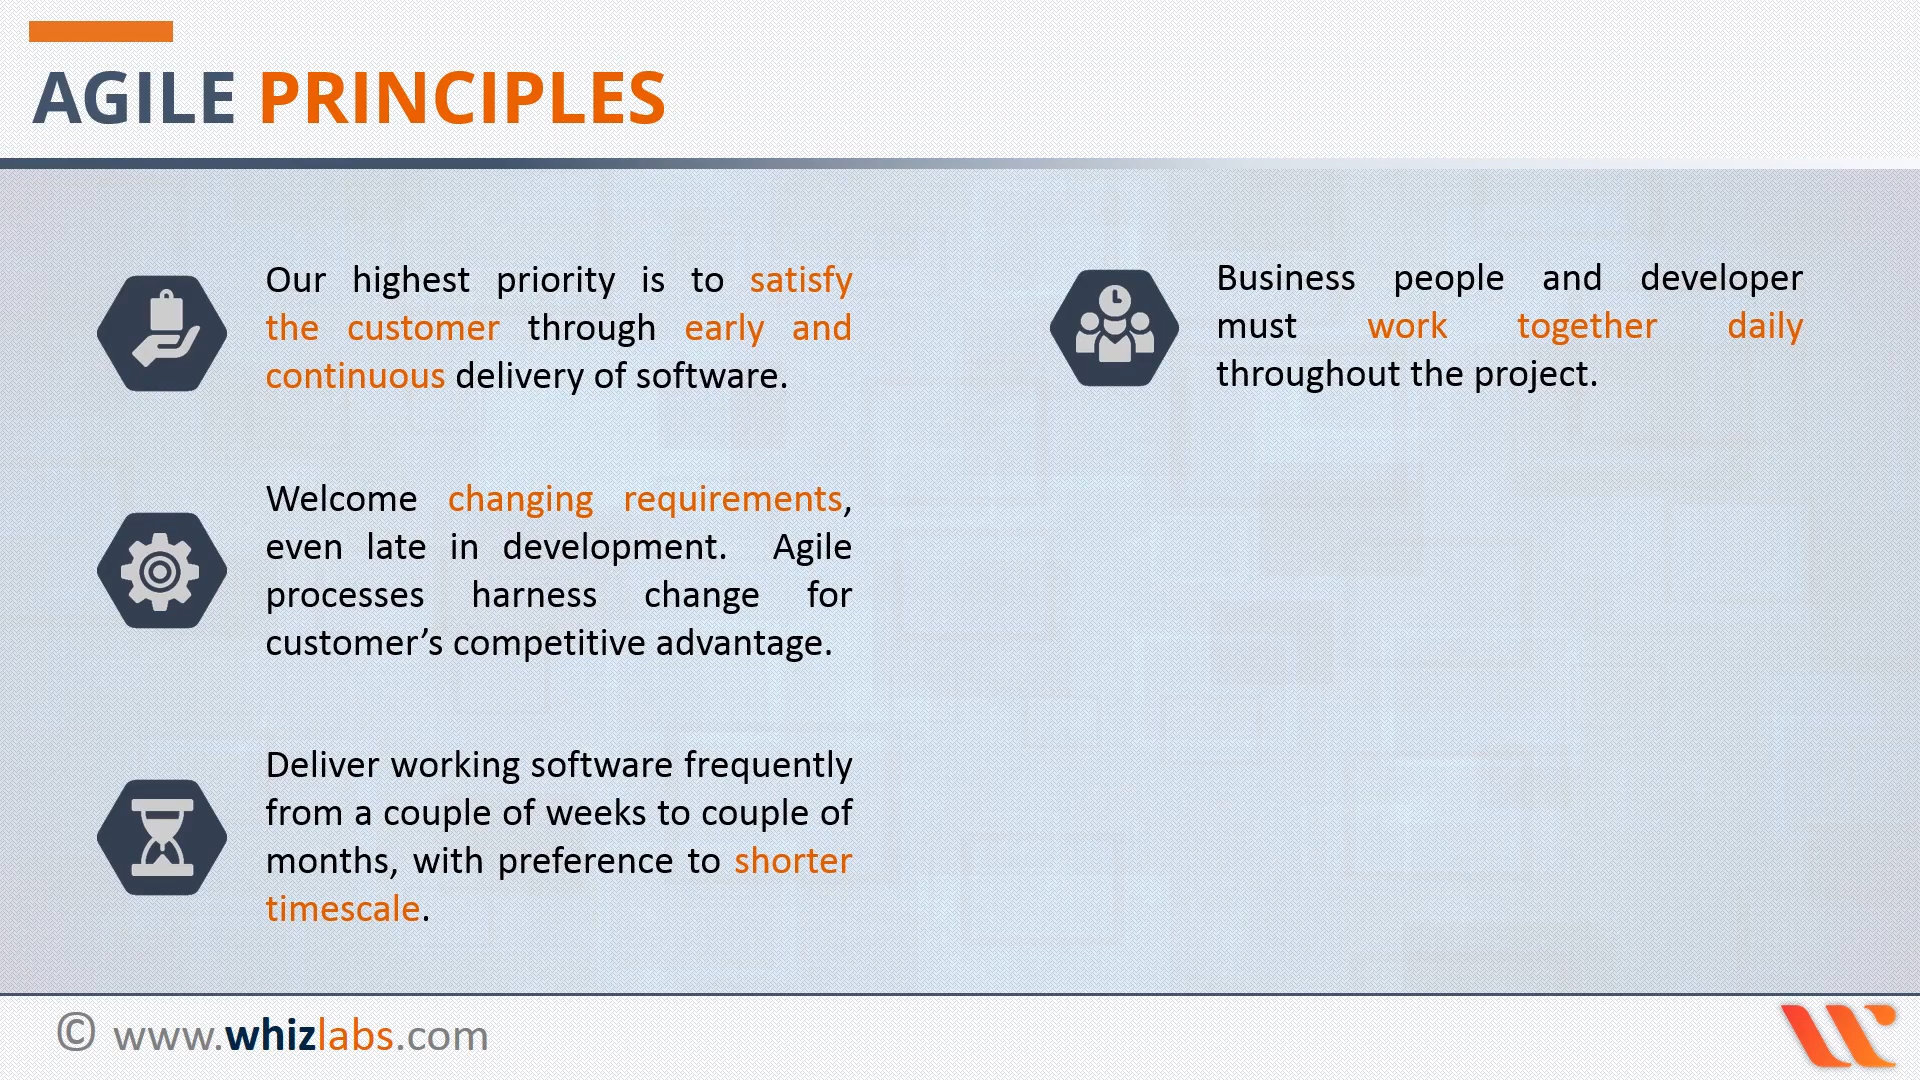 AGILE PRINCIPLES
Our highest priority is to satisfy
the customer through early and
continuous delivery of software.
Welcome changing requirements,
even late in development. Agile
processes harness change for
customer’s competitive advantage.
Deliver working software frequently
from a couple of weeks to couple of
months, with preference to shorter
timescale.
Business people and developer
must work together daily
throughout the project.
© www.whizlabs.com